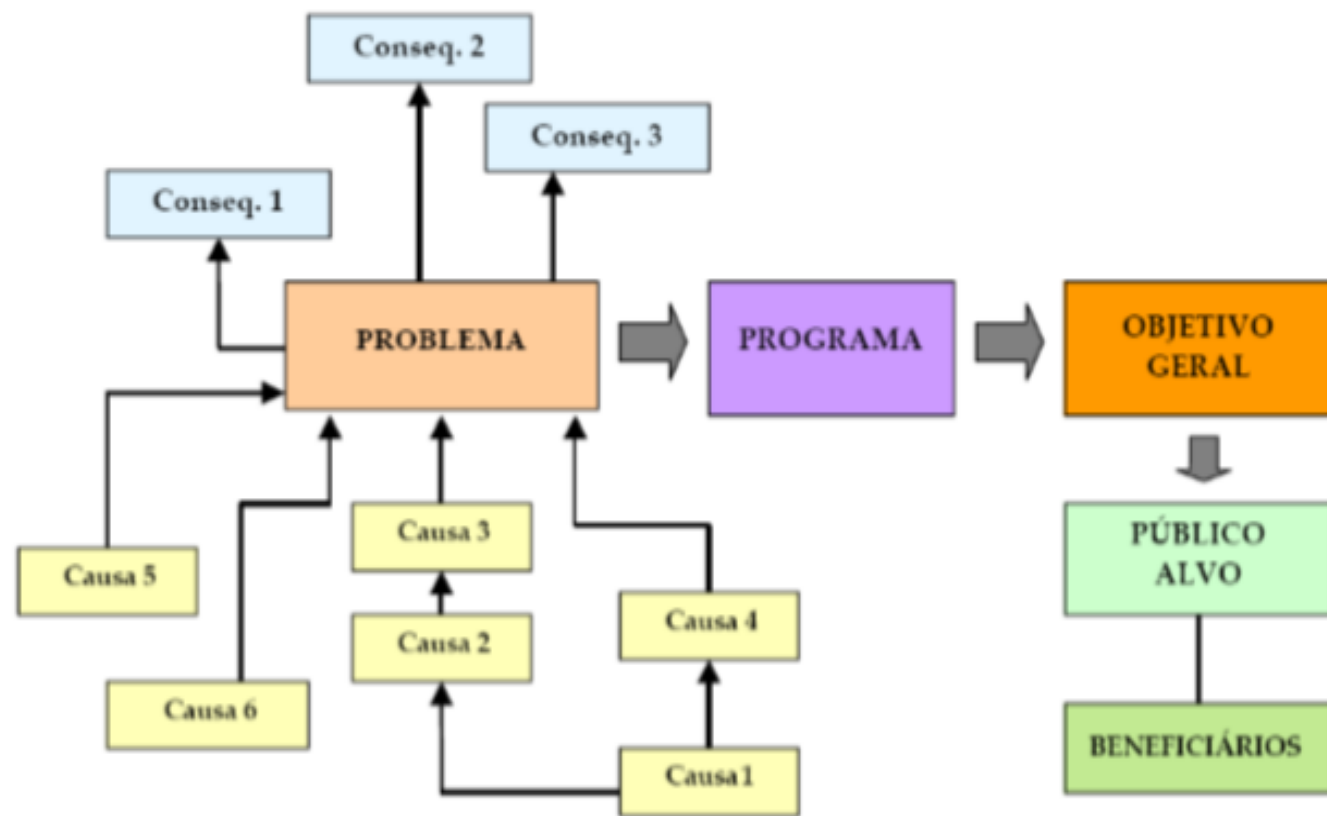 Conseq. 2
Conseq. 3
Conseq. 1
PROBLEMA
PROGRAMA
OBJETIVO
GERAL
Causa 3
PÚBLICO
ALVO
Causa 5
Causa 4
Causa 2
Causa 6
BENEFICIÁRIOS
Causa 1